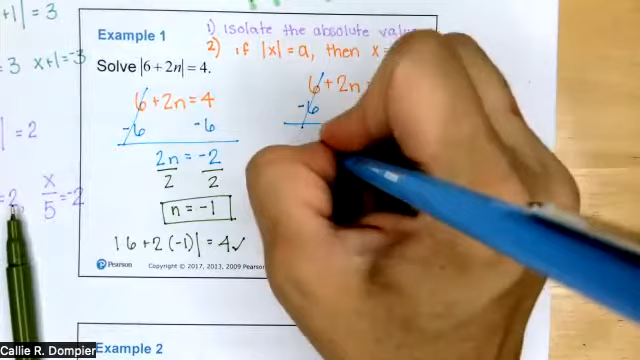 +1| = 3
= 3 x+1=-3
| = 2
= 2 x/5 = -2
Example 1
1) isolate the absolute value
2) if |x| = a, then x =
Solve |6 + 2n| = 4.
6 + 2n = 4
-6 -6
2n = -2
2 2
n = -1
|6 + 2(-1)| = 4 ✓
6 + 2n
-6
Pearson Copyright © 2017, 2013, 2009 Pearson
Example 2
Callie R. Dompier